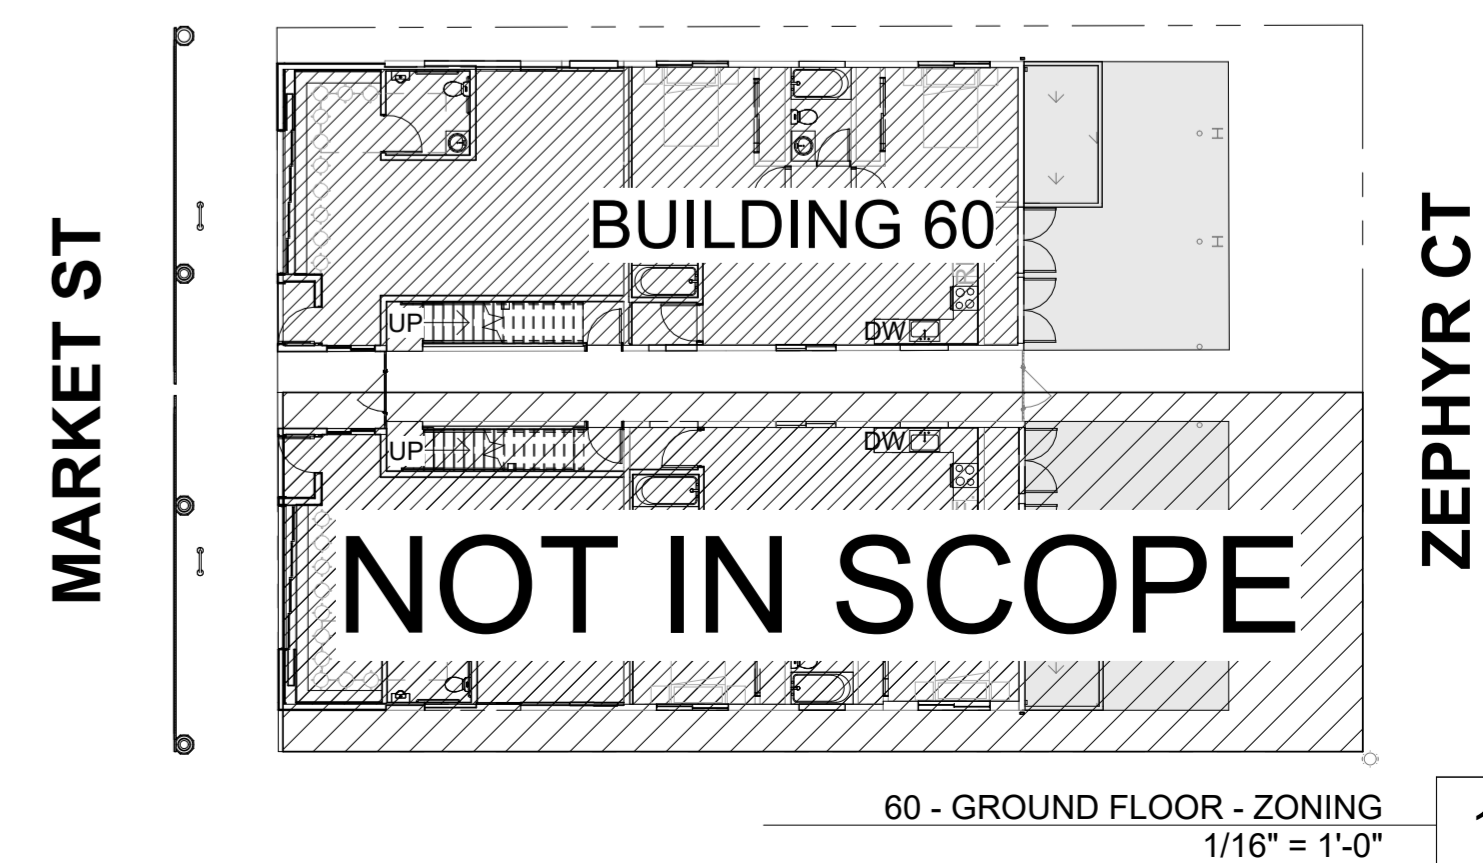 MARKET ST
BUILDING 60
H
H
UP
DW
UP
DW
NOT IN SCOPE
ZEPHYR CT
60 - GROUND FLOOR - ZONING
1/16" = 1'-0"